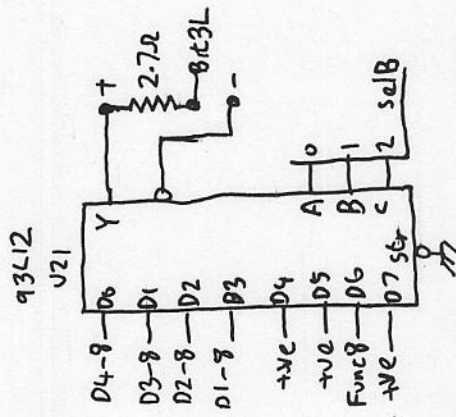 93L12
U21
D4-8 D0
D3-8 D1
D2-8 D2
D1-8 D3
+ve D4
+ve D5
Func8 D6
+ve D7
Y
+
2.7Ω
Bit3L
-
A 0
B 1
C 2
selB
Str